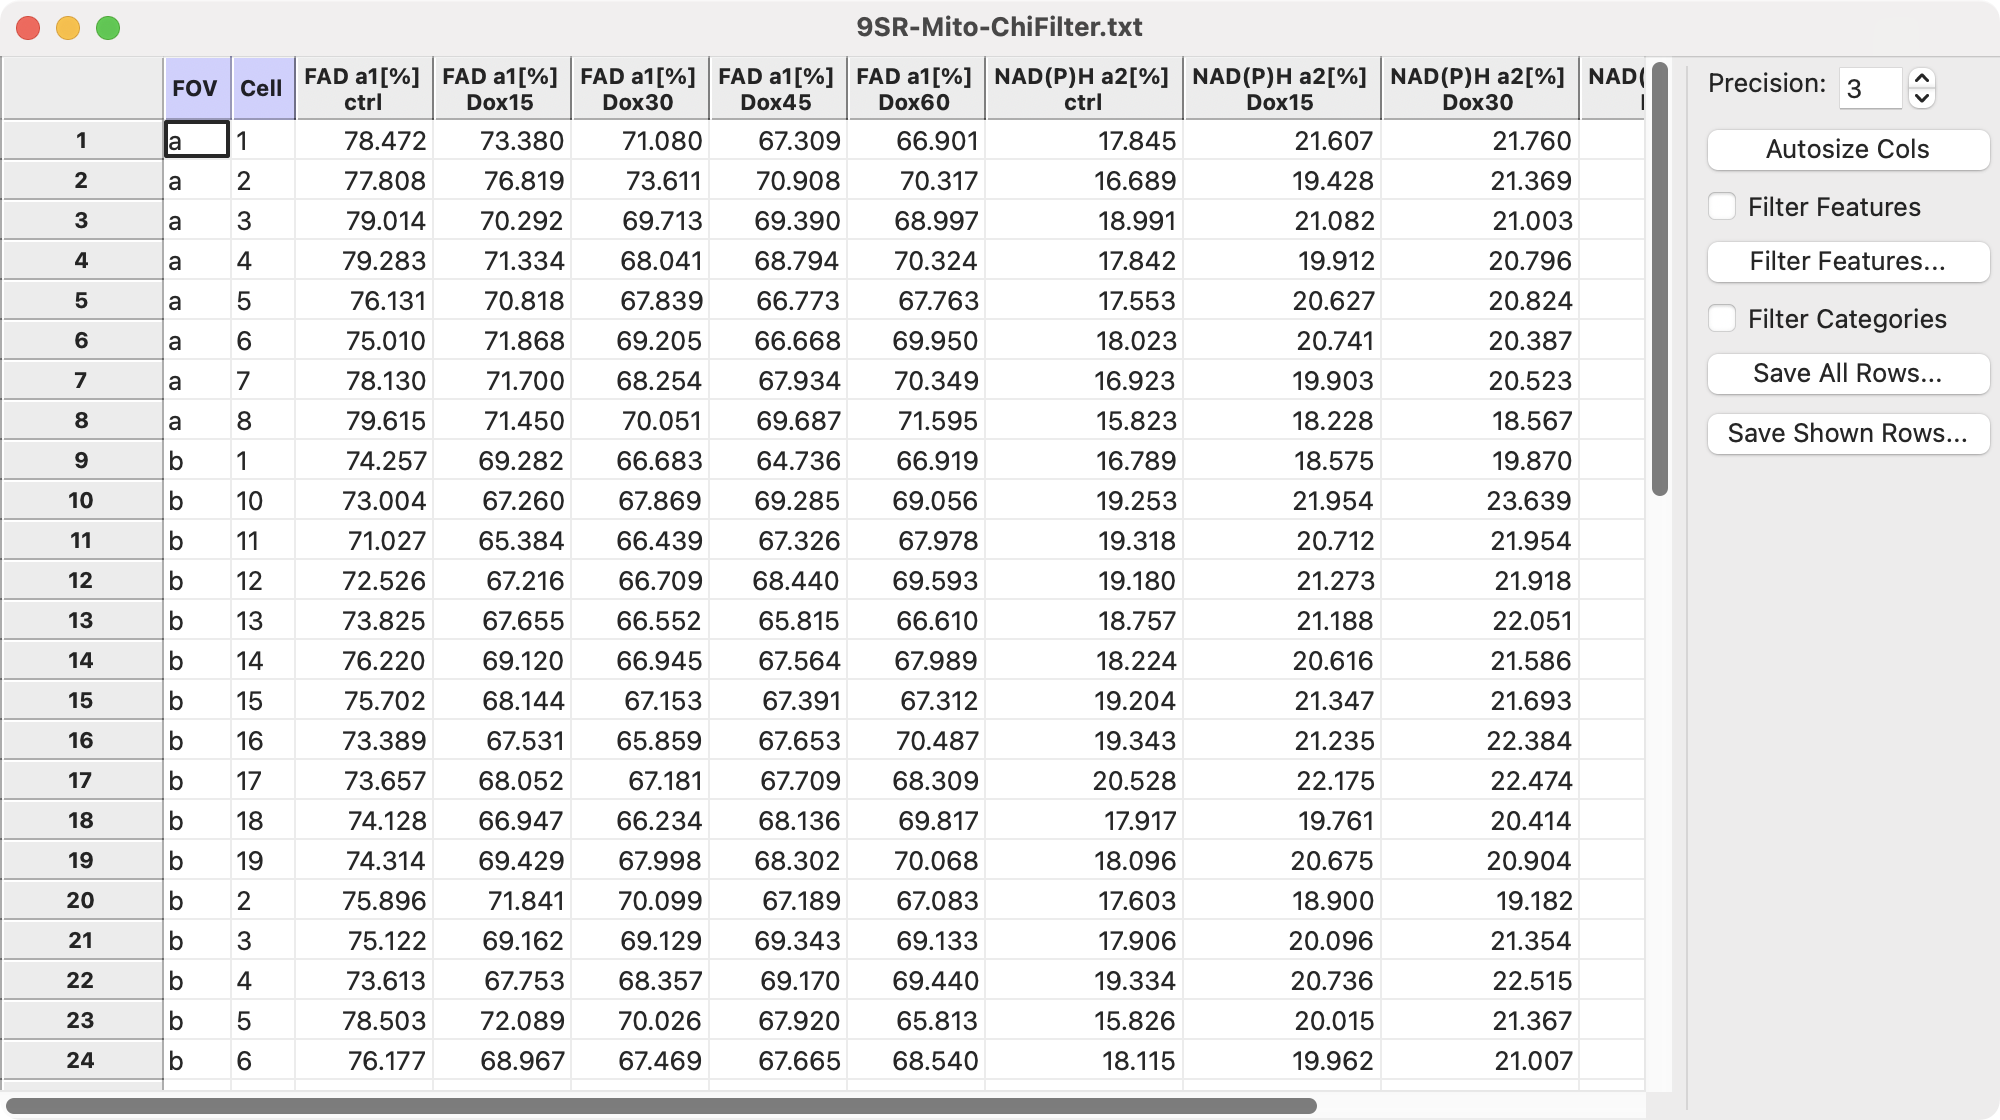 9SR-Mito-ChiFilter.txt
FOV Cell FAD a1[%] ctrl FAD a1[%] Dox15 FAD a1[%] Dox30 FAD a1[%] Dox45 FAD a1[%] Dox60 NAD(P)H a2[%] ctrl NAD(P)H a2[%] Dox15 NAD(P)H a2[%] Dox30 NAD(
1 a 1 78.472 73.380 71.080 67.309 66.901 17.845 21.607 21.760
2 a 2 77.808 76.819 73.611 70.908 70.317 16.689 19.428 21.369
3 a 3 79.014 70.292 69.713 69.390 68.997 18.991 21.082 21.003
4 a 4 79.283 71.334 68.041 68.794 70.324 17.842 19.912 20.796
5 a 5 76.131 70.818 67.839 66.773 67.763 17.553 20.627 20.824
6 a 6 75.010 71.868 69.205 66.668 69.950 18.023 20.741 20.387
7 a 7 78.130 71.700 68.254 67.934 70.349 16.923 19.903 20.523
8 a 8 79.615 71.450 70.051 69.687 71.595 15.823 18.228 18.567
9 b 1 74.257 69.282 66.683 64.736 66.919 16.789 18.575 19.870
10 b 10 73.004 67.260 67.869 69.285 69.056 19.253 21.954 23.639
11 b 11 71.027 65.384 66.439 67.326 67.978 19.318 20.712 21.954
12 b 12 72.526 67.216 66.709 68.440 69.593 19.180 21.273 21.918
13 b 13 73.825 67.655 66.552 65.815 66.610 18.757 21.188 22.051
14 b 14 76.220 69.120 66.945 67.564 67.989 18.224 20.616 21.586
15 b 15 75.702 68.144 67.153 67.391 67.312 19.204 21.347 21.693
16 b 16 73.389 67.531 65.859 67.653 70.487 19.343 21.235 22.384
17 b 17 73.657 68.052 67.181 67.709 68.309 20.528 22.175 22.474
18 b 18 74.128 66.947 66.234 68.136 69.817 17.917 19.761 20.414
19 b 19 74.314 69.429 67.998 68.302 70.068 18.096 20.675 20.904
20 b 2 75.896 71.841 70.099 67.189 67.083 17.603 18.900 19.182
21 b 3 75.122 69.162 69.129 69.343 69.133 17.906 20.096 21.354
22 b 4 73.613 67.753 68.357 69.170 69.440 19.334 20.736 22.515
23 b 5 78.503 72.089 70.026 67.920 65.813 15.826 20.015 21.367
24 b 6 76.177 68.967 67.469 67.665 68.540 18.115 19.962 21.007
Precision: 3
Autosize Cols
Filter Features
Filter Features...
Filter Categories
Save All Rows...
Save Shown Rows...